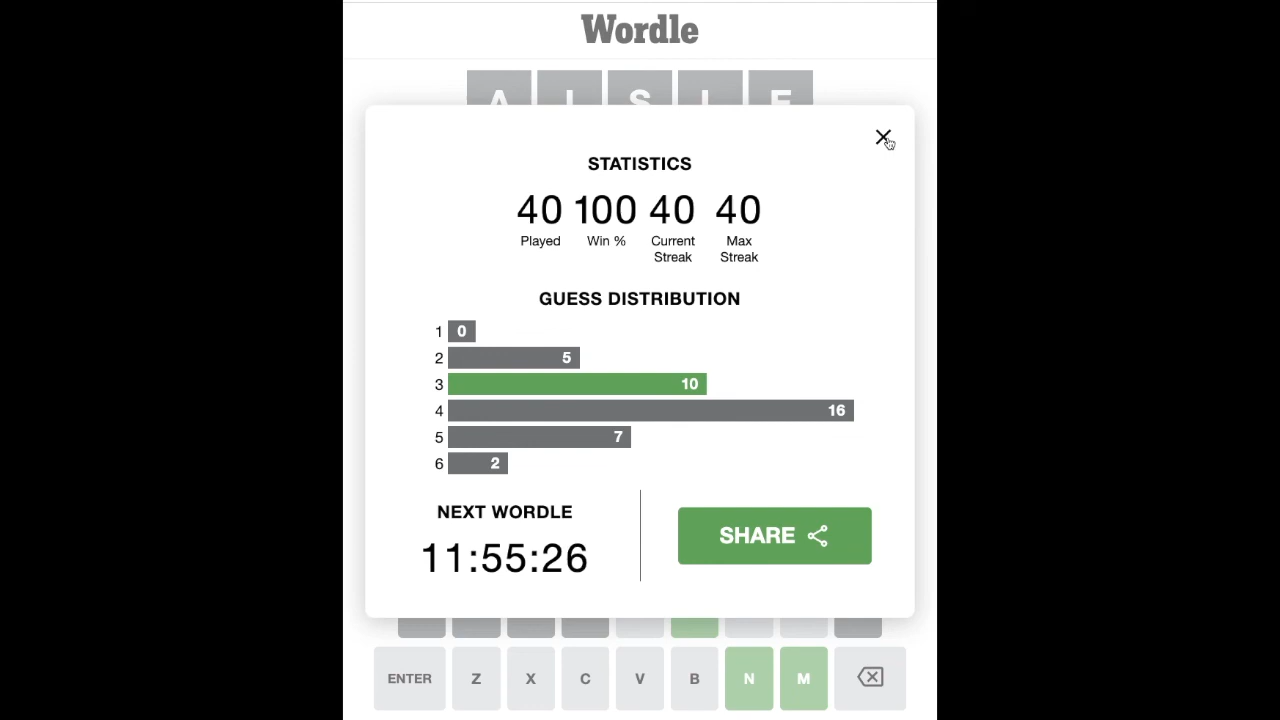 Wordle
STATISTICS
40 100 40 40
Played Win % Current Streak Max Streak
GUESS DISTRIBUTION
1 0
2 5
3 10
4 16
5 7
6 2
NEXT WORDLE
11:55:26
SHARE
ENTER Z X C V B N M